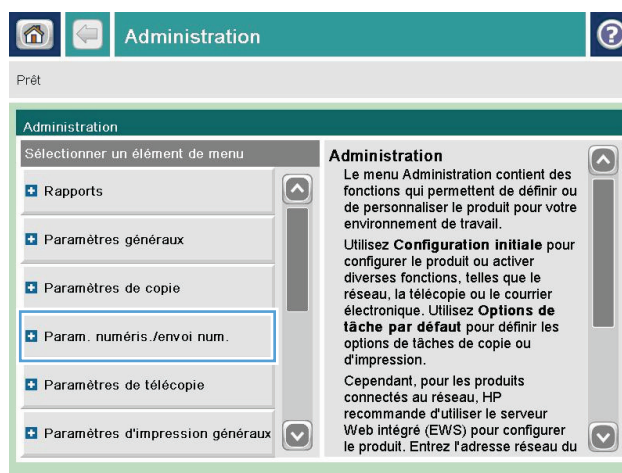 Administration
Prêt
Administration
Sélectionner un élément de menu
Rapports
Paramètres généraux
Paramètres de copie
Param. numéris./envoi num.
Paramètres de télécopie
Paramètres d'impression généraux
Administration
Le menu Administration contient des
fonctions qui permettent de définir ou
de personnaliser le produit pour votre
environnement de travail.
Utilisez Configuration initiale pour
configurer le produit ou activer
diverses fonctions, telles que le
réseau, la télécopie ou le courrier
électronique. Utilisez Options de
tâche par défaut pour définir les
options de tâches de copie ou
d'impression.
Cependant, pour les produits
connectés au réseau, HP
recommande d'utiliser le serveur
Web intégré (EWS) pour configurer
le produit. Entrez l'adresse réseau du